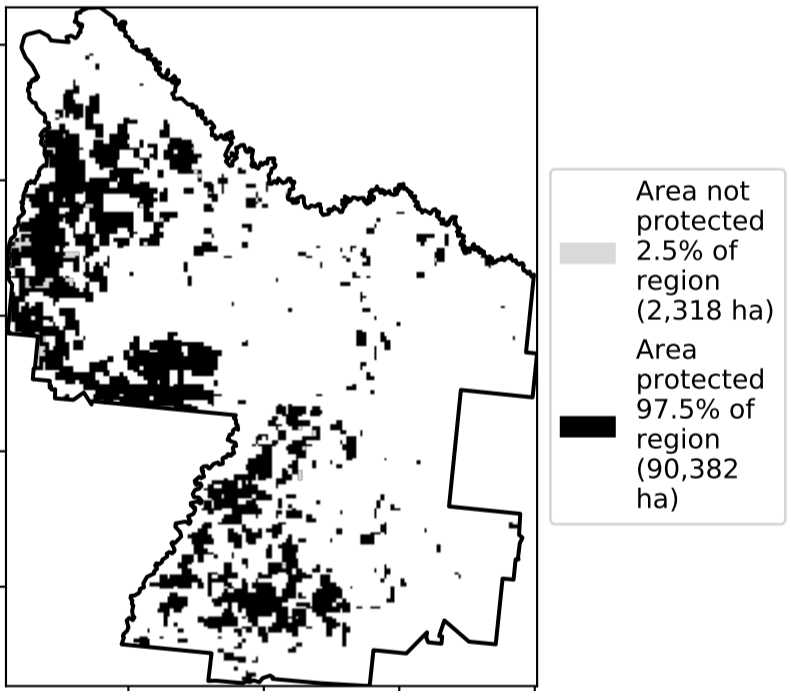 Area not
protected
2.5% of
region
(2,318 ha)
Area
protected
97.5% of
region
(90,382
ha)